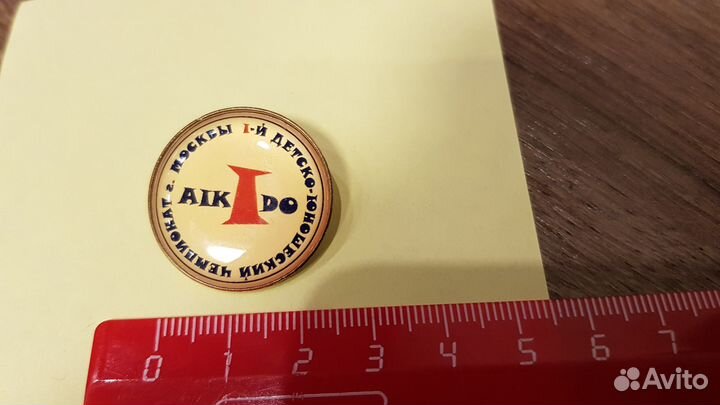 I-Й ДЕТСКО-ЮНОШЕСКИЙ ЧЕМПИОНАТ г. МОСКВЫ
AIK I DO
0 1 2 3 4 5 6 7
Avito